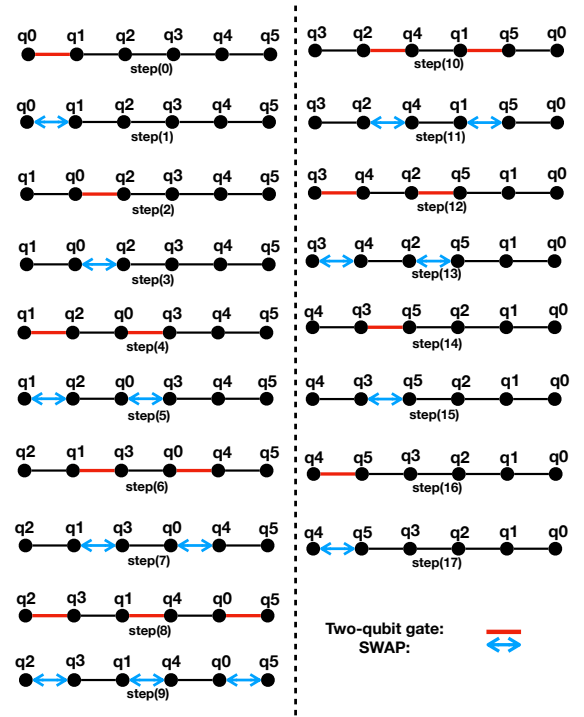 q0 q1 q2 q3 q4 q5
step(0)
q0 q1 q2 q3 q4 q5
step(1)
q1 q0 q2 q3 q4 q5
step(2)
q1 q0 q2 q3 q4 q5
step(3)
q1 q2 q0 q3 q4 q5
step(4)
q1 q2 q0 q3 q4 q5
step(5)
q2 q1 q3 q0 q4 q5
step(6)
q2 q1 q3 q0 q4 q5
step(7)
q2 q3 q1 q4 q0 q5
step(8)
q2 q3 q1 q4 q0 q5
step(9)
q3 q2 q4 q1 q5 q0
step(10)
q3 q2 q4 q1 q5 q0
step(11)
q3 q4 q2 q5 q1 q0
step(12)
q3 q4 q2 q5 q1 q0
step(13)
q4 q3 q5 q2 q1 q0
step(14)
q4 q3 q5 q2 q1 q0
step(15)
q4 q5 q3 q2 q1 q0
step(16)
q4 q5 q3 q2 q1 q0
step(17)
Two-qubit gate:
SWAP: